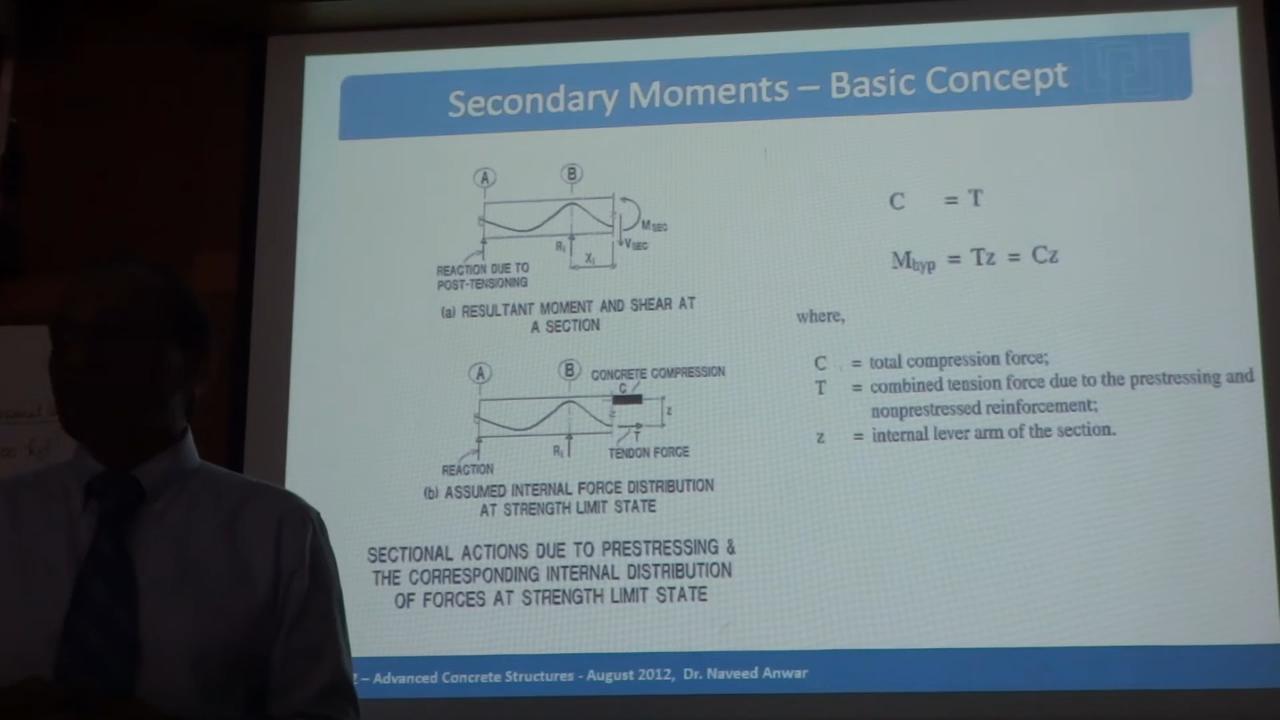 Secondary Moments – Basic Concept
A
B
M SEC
V SEC
R₁
X₁
REACTION DUE TO
POST-TENSIONING
(a) RESULTANT MOMENT AND SHEAR AT
A SECTION
A
B
CONCRETE COMPRESSION
C
z
T
R₁
TENDON FORCE
REACTION
(b) ASSUMED INTERNAL FORCE DISTRIBUTION
AT STRENGTH LIMIT STATE
SECTIONAL ACTIONS DUE TO PRESTRESSING &
THE CORRESPONDING INTERNAL DISTRIBUTION
OF FORCES AT STRENGTH LIMIT STATE
C = T
Mhyp = Tz = Cz
where,
C = total compression force;
T = combined tension force due to the prestressing and
nonprestressed reinforcement;
z = internal lever arm of the section.
– Advanced Concrete Structures - August 2012, Dr. Naveed Anwar